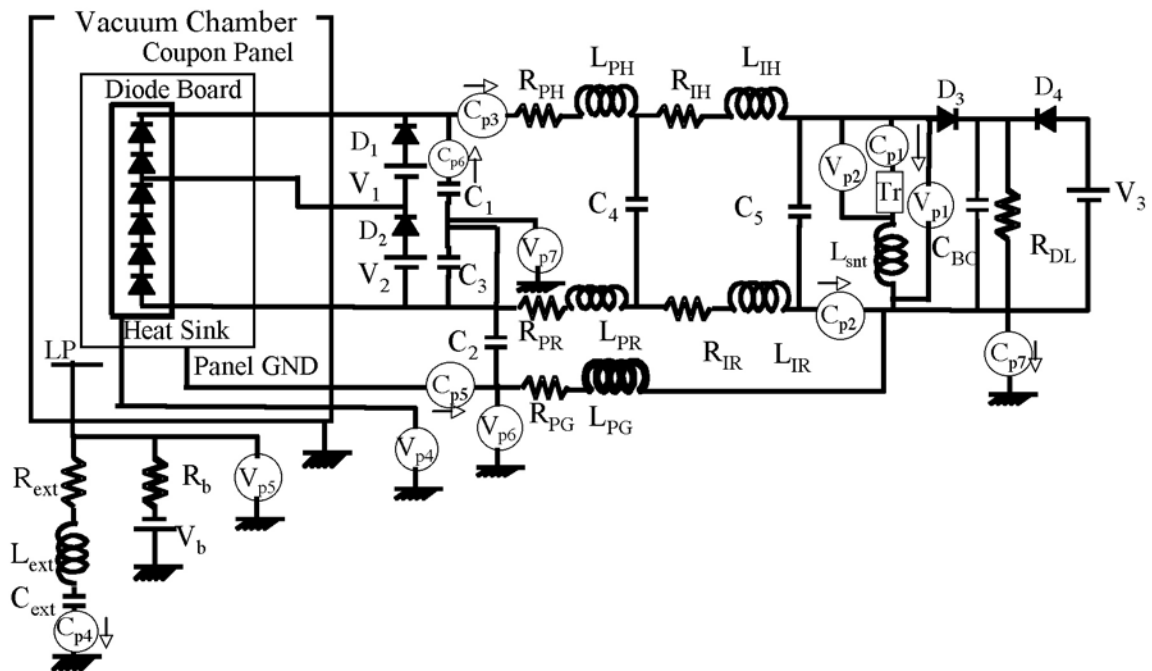 Vacuum Chamber
Coupon Panel
Diode Board
Heat Sink
Panel GND
LP
D1
V1
D2
V2
Cp6
C1
C3
C2
Vp7
Cp3
RPH
LPH
RIH
LIH
C4
C5
RPR
LPR
RIR
LIR
Cp5
RPG
LPG
Vp6
Vp4
Vp5
Vp2
Cp1
Tr
Vp1
Lsnt
Cp2
D3
D4
CBC
RDL
V3
Cp7
Rext
Lext
Cext
Cp4
Rb
Vb